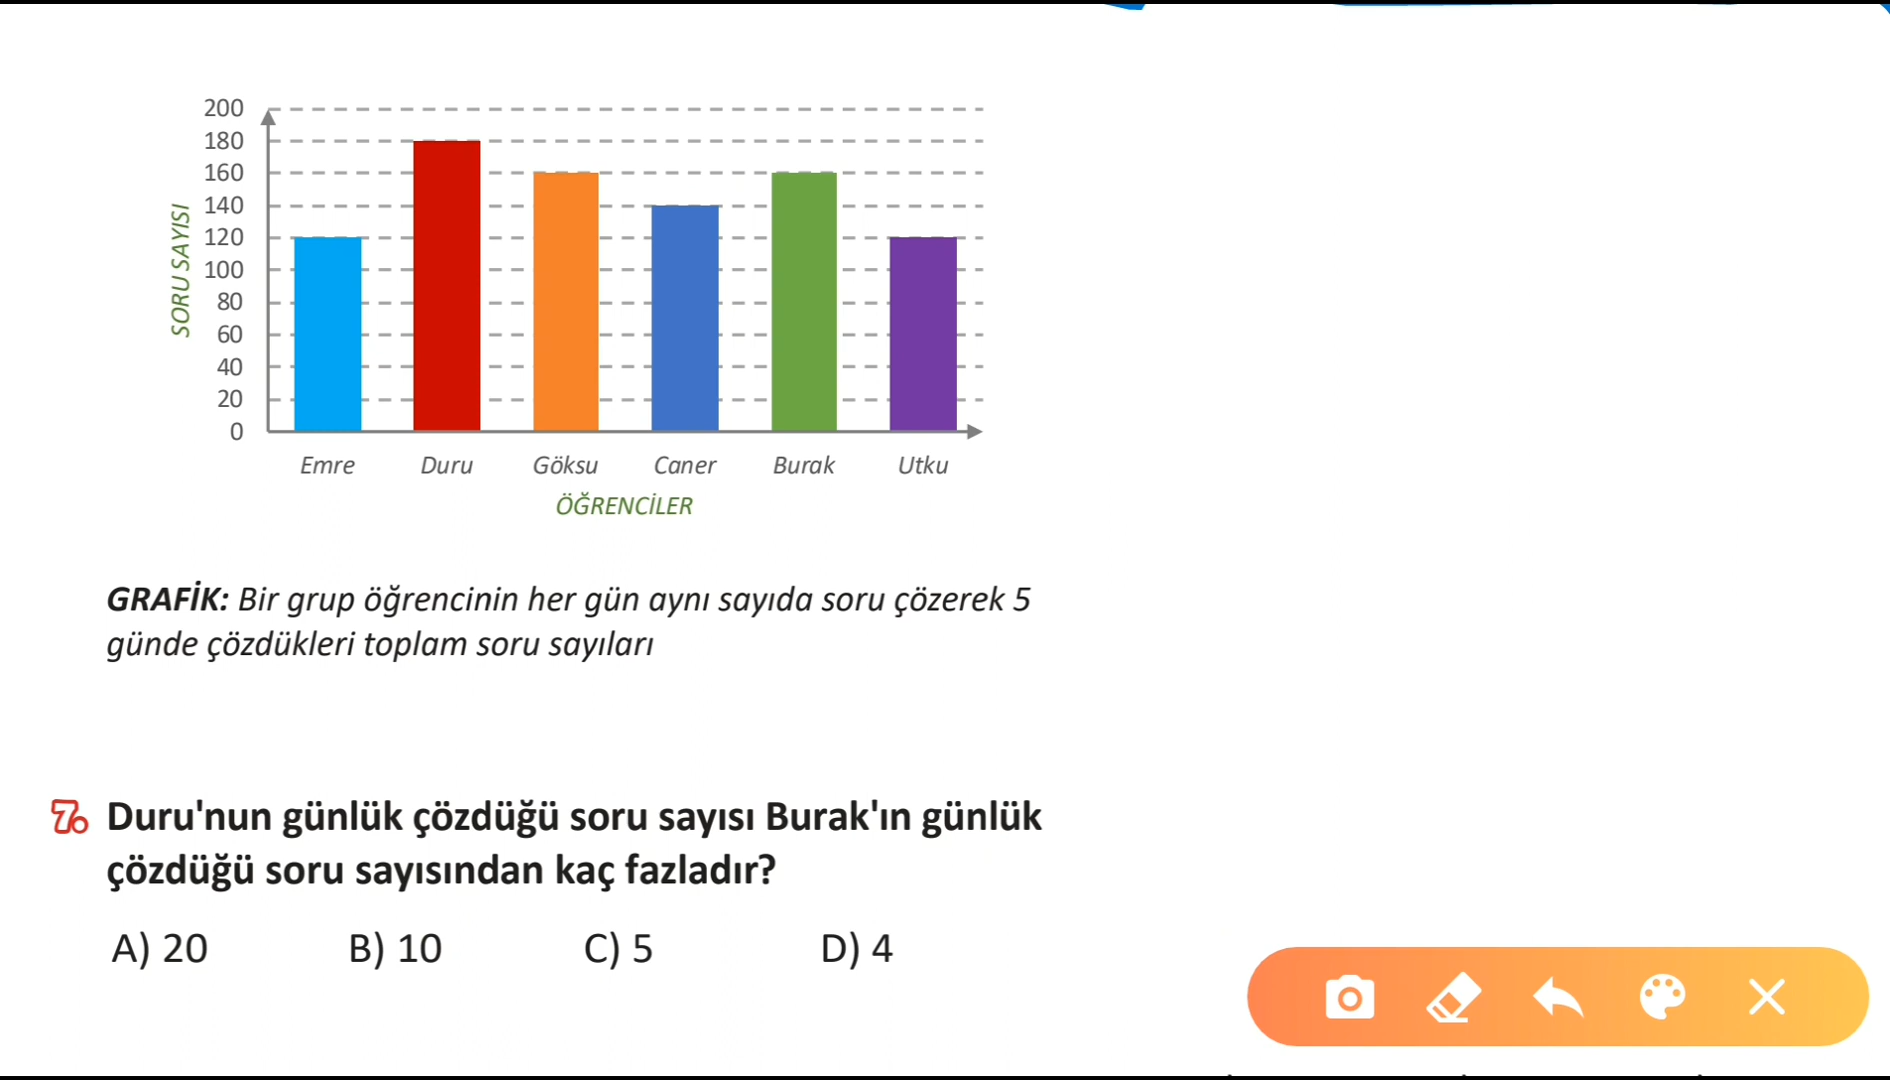 200
180
160
140
120
100
80
60
40
20
0
SORU SAYISI
Emre Duru Göksu Caner Burak Utku
ÖĞRENCİLER
GRAFİK: Bir grup öğrencinin her gün aynı sayıda soru çözerek 5
günde çözdükleri toplam soru sayıları
7. Duru'nun günlük çözdüğü soru sayısı Burak'ın günlük
çözdüğü soru sayısından kaç fazladır?
A) 20 B) 10 C) 5 D) 4